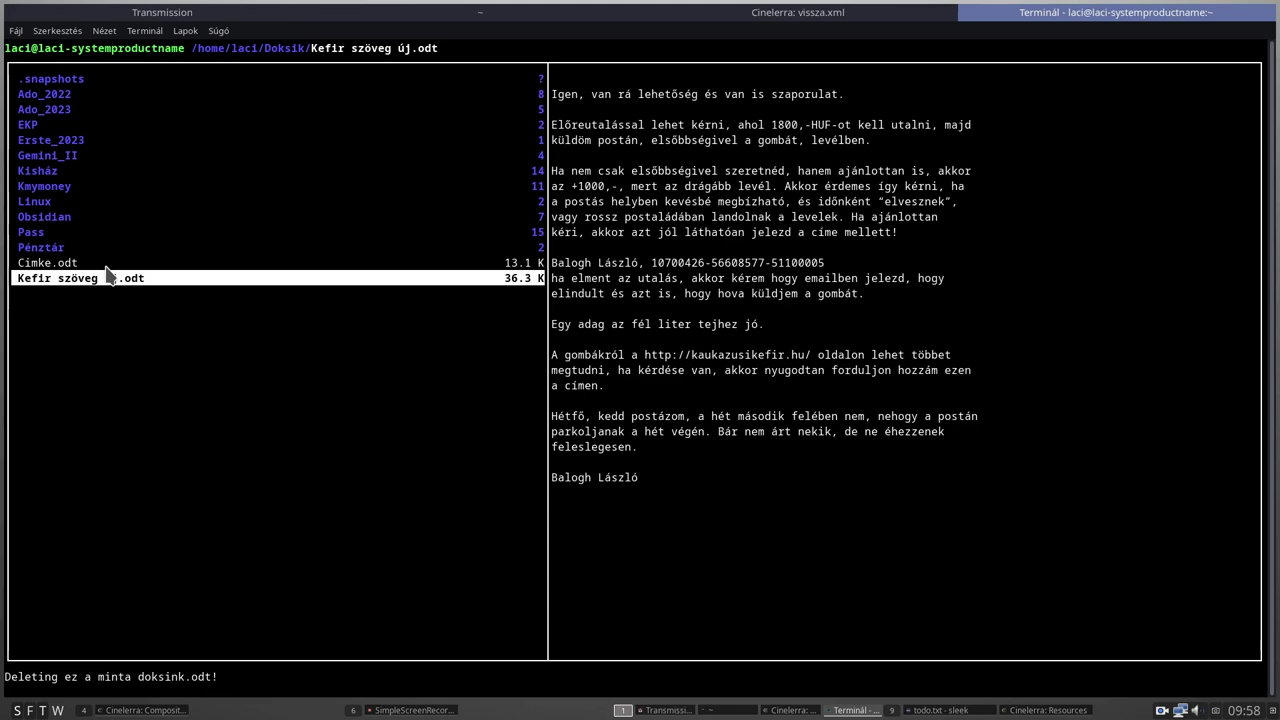 Transmission
~
Cinelerra: vissza.xml
Terminál - laci@laci-systemproductname:~
Fájl Szerkesztés Nézet Terminál Lapok Súgó
laci@laci-systemproductname /home/laci/Doksik/Kefir szöveg új.odt
.snapshots ?
Ado_2022 8
Ado_2023 5
EKP 2
Erste_2023 1
Gemini_II 4
Kisház 14
Kmymoney 11
Linux 2
Obsidian 7
Pass 15
Pénztár 2
Cimke.odt 13.1 K
Kefir szöveg .odt 36.3 K
Igen, van rá lehetőség és van is szaporulat.
Előreutalással lehet kérni, ahol 1800,-HUF-ot kell utalni, majd
küldöm postán, elsőbbségivel a gombát, levélben.
Ha nem csak elsőbbségivel szeretnéd, hanem ajánlottan is, akkor
az +1000,-, mert az drágább levél. Akkor érdemes így kérni, ha
a postás helyben kevésbé megbízható, és időnként “elvesznek”,
vagy rossz postaládában landolnak a levelek. Ha ajánlottan
kéri, akkor azt jól láthatóan jelezd a címe mellett!
Balogh László, 10700426-56608577-51100005
ha elment az utalás, akkor kérem hogy emailben jelezd, hogy
elindult és azt is, hogy hova küldjem a gombát.
Egy adag az fél liter tejhez jó.
A gombákról a http://kaukazusikefir.hu/ oldalon lehet többet
megtudni, ha kérdése van, akkor nyugodtan forduljon hozzám ezen
a címen.
Hétfő, kedd postázom, a hét második felében nem, nehogy a postán
parkoljanak a hét végén. Bár nem árt nekik, de ne éhezzenek
feleslegesen.
Balogh László
Deleting ez a minta doksink.odt!
S F T W 4 Cinelerra: Composit... 6 SimpleScreenRecor... 1 Transmissi... ~ Cinelerra: ... Terminál - ... 9 todo.txt - sleek Cinelerra: Resources 09:58